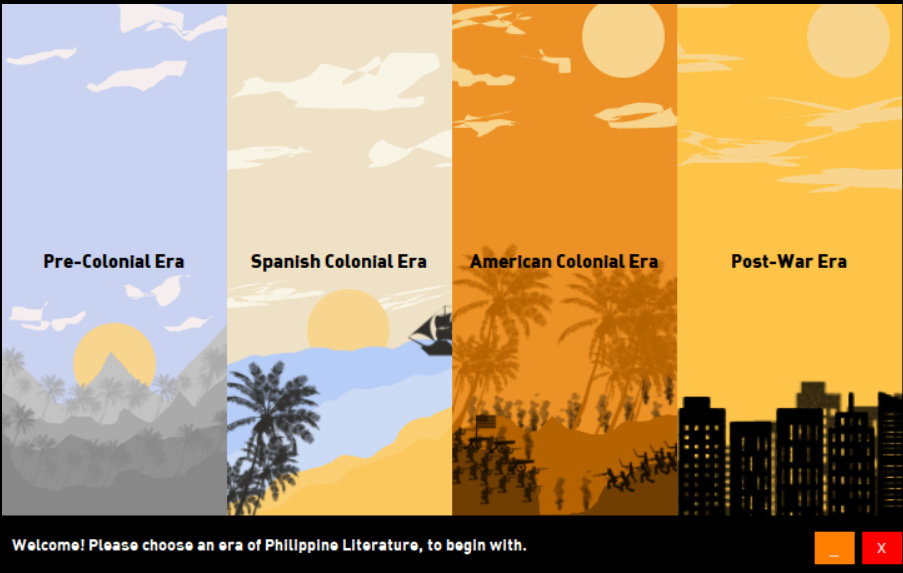 Pre-Colonial Era
Spanish Colonial Era
American Colonial Era
Post-War Era
Welcome! Please choose an era of Philippine Literature, to begin with.
_
X